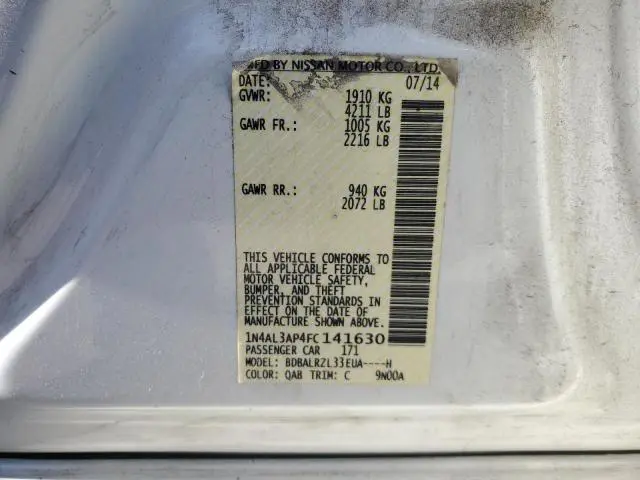 MFD BY NISSAN MOTOR CO., LTD.
DATE: 07/14
GVWR: 1910 KG
4211 LB
GAWR FR.: 1005 KG
2216 LB
GAWR RR.: 940 KG
2072 LB
THIS VEHICLE CONFORMS TO
ALL APPLICABLE FEDERAL
MOTOR VEHICLE SAFETY,
BUMPER, AND THEFT
PREVENTION STANDARDS IN
EFFECT ON THE DATE OF
MANUFACTURE SHOWN ABOVE.
1N4AL3AP4FC141630
PASSENGER CAR 171
MODEL: BDBALRZL33EUA----H
COLOR: QAB TRIM: C 9N00A